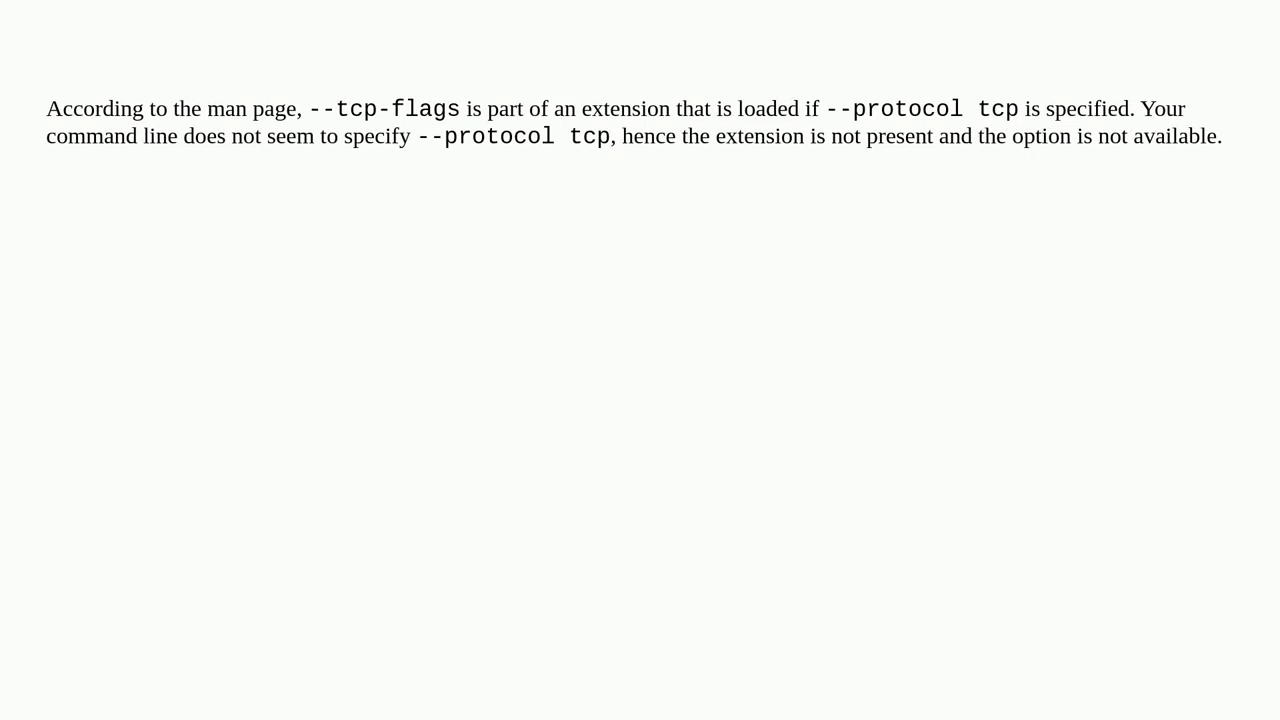 According to the man page, --tcp-flags is part of an extension that is loaded if --protocol tcp is specified. Your
command line does not seem to specify --protocol tcp, hence the extension is not present and the option is not available.